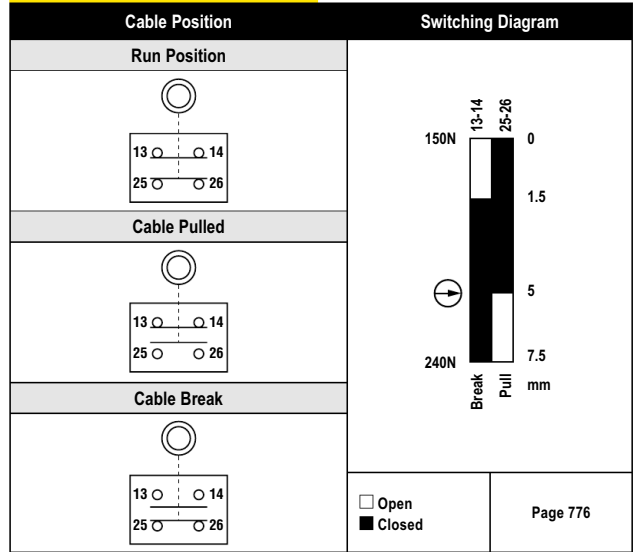 Cable Position
Switching Diagram
Run Position
13 14
25 26
Cable Pulled
13 14
25 26
Cable Break
13 14
25 26
13-14 25-26
150N 0
1.5
5
240N 7.5
Break Pull mm
Open
Closed
Page 776